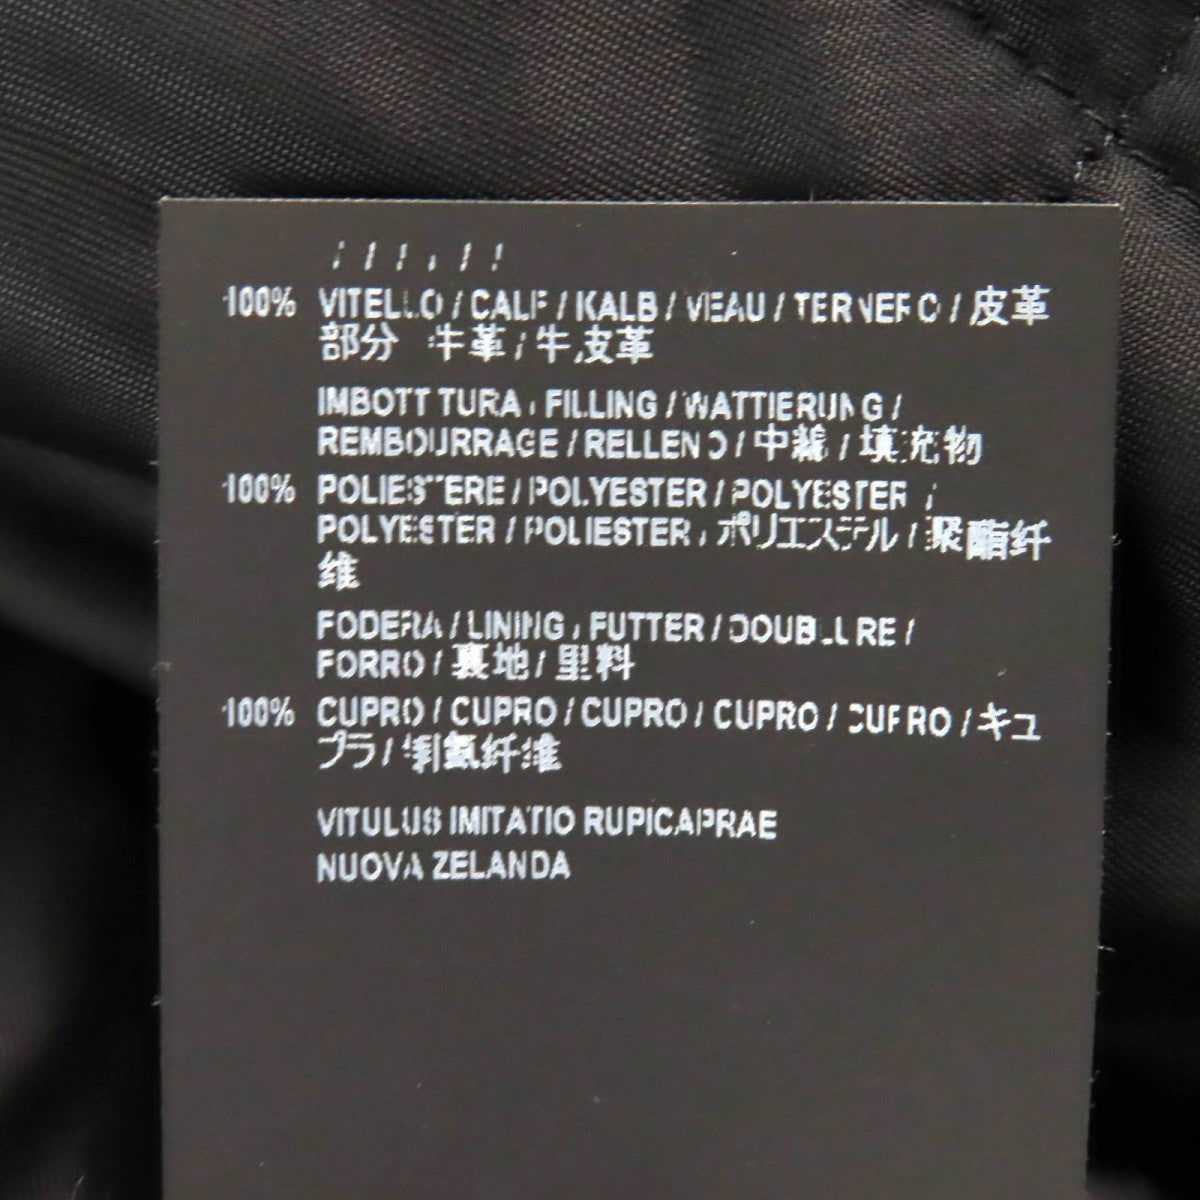 / / / / / /
100% VITELLO / CALF / KALB / VEAU / TERNERO / 皮革
部分 牛革 / 牛皮革
IMBOTTITURA / FILLING / WATTIERUNG /
REMBOURRAGE / RELLENO / 中綿 / 填充物
100% POLIESTERE / POLYESTER / POLYESTER /
POLYESTER / POLIESTER / ポリエステル / 聚酯纤
维
FODERA / LINING / FUTTER / DOUBLURE /
FORRO / 裏地 / 里料
100% CUPRO / CUPRO / CUPRO / CUPRO / CUPRO / キュ
プラ / 铜氨纤维
VITULUS IMITATIO RUPICAPRAE
NUOVA ZELANDA